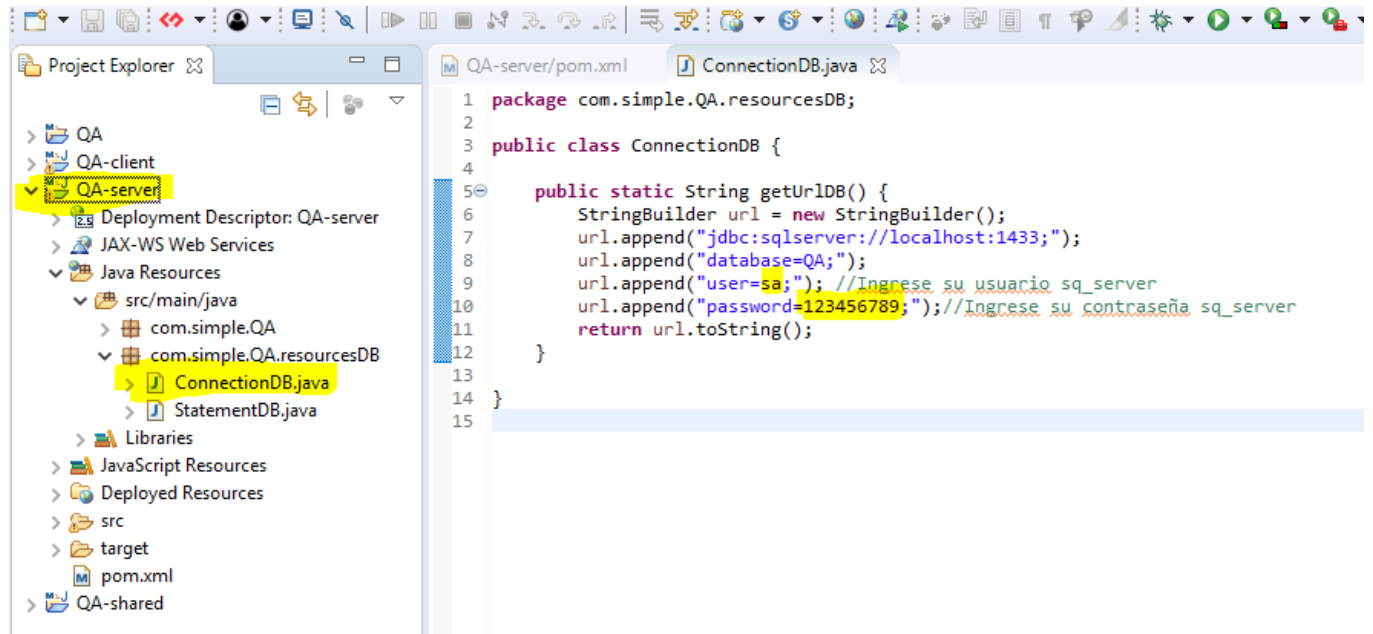 Project Explorer
QA
QA-client
QA-server
Deployment Descriptor: QA-server
JAX-WS Web Services
Java Resources
src/main/java
com.simple.QA
com.simple.QA.resourcesDB
ConnectionDB.java
StatementDB.java
Libraries
JavaScript Resources
Deployed Resources
src
target
pom.xml
QA-shared
QA-server/pom.xml
ConnectionDB.java
1 package com.simple.QA.resourcesDB;
2
3 public class ConnectionDB {
4
5 public static String getUrlDB() {
6 StringBuilder url = new StringBuilder();
7 url.append("jdbc:sqlserver://localhost:1433;");
8 url.append("database=QA;");
9 url.append("user=sa;"); //Ingrese su usuario sq_server
10 url.append("password=123456789;");//Ingrese su contraseña sq_server
11 return url.toString();
12 }
13
14 }
15